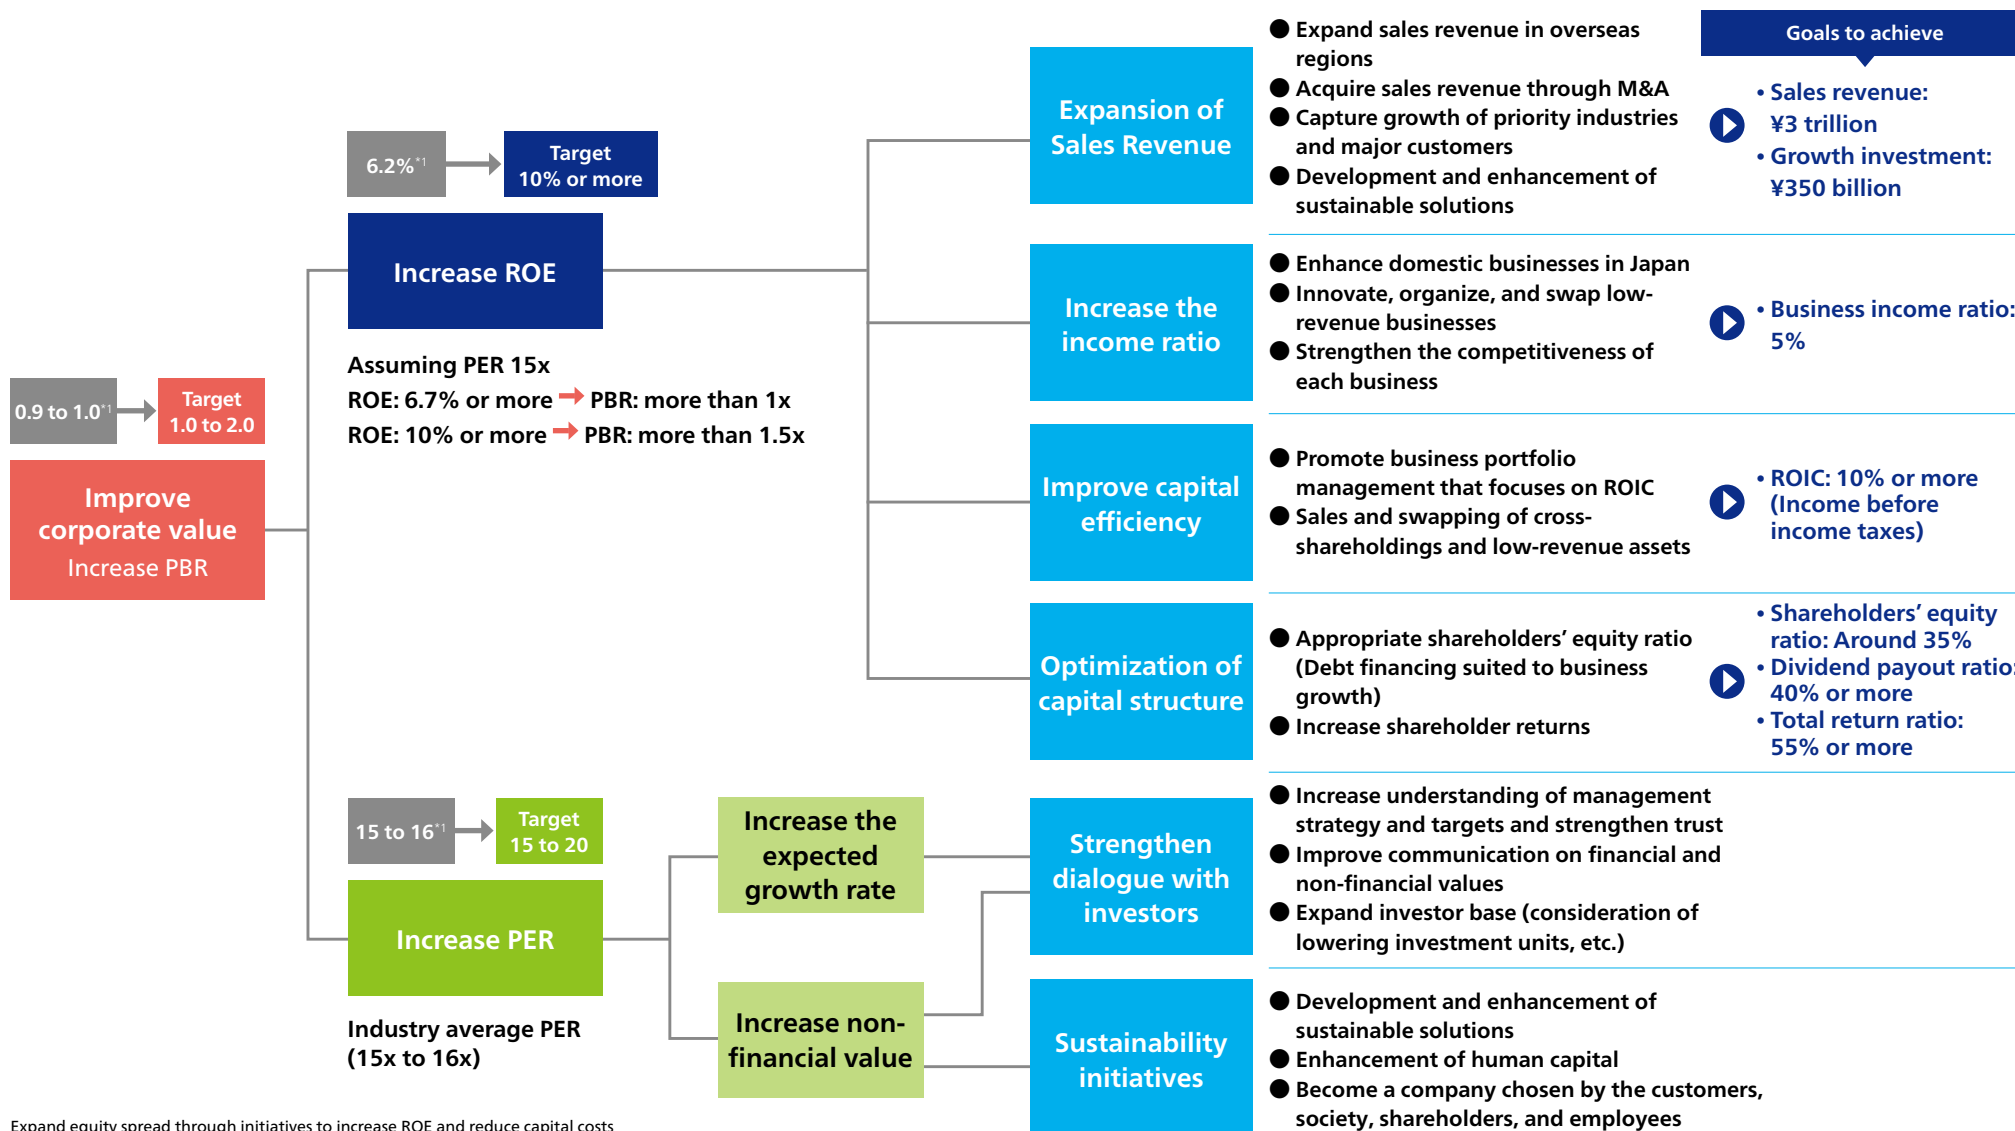 0.9 to 1.0*1
Target
1.0 to 2.0
Improve
corporate value
Increase PBR
6.2%*1
Target
10% or more
Increase ROE
Assuming PER 15x
ROE: 6.7% or more → PBR: more than 1x
ROE: 10% or more → PBR: more than 1.5x
Expansion of
Sales Revenue
● Expand sales revenue in overseas
regions
● Acquire sales revenue through M&A
● Capture growth of priority industries
and major customers
● Development and enhancement of
sustainable solutions
Goals to achieve
• Sales revenue:
¥3 trillion
• Growth investment:
¥350 billion
Increase the
income ratio
● Enhance domestic businesses in Japan
● Innovate, organize, and swap low-
revenue businesses
● Strengthen the competitiveness of
each business
• Business income ratio:
5%
Improve capital
efficiency
● Promote business portfolio
management that focuses on ROIC
● Sales and swapping of cross-
shareholdings and low-revenue assets
• ROIC: 10% or more
(Income before
income taxes)
Optimization of
capital structure
● Appropriate shareholders' equity ratio
(Debt financing suited to business
growth)
● Increase shareholder returns
• Shareholders' equity
ratio: Around 35%
• Dividend payout ratio:
40% or more
• Total return ratio:
55% or more
15 to 16*1
Target
15 to 20
Increase PER
Industry average PER
(15x to 16x)
Increase the
expected
growth rate
Increase non-
financial value
Strengthen
dialogue with
investors
● Increase understanding of management
strategy and targets and strengthen trust
● Improve communication on financial and
non-financial values
● Expand investor base (consideration of
lowering investment units, etc.)
Sustainability
initiatives
● Development and enhancement of
sustainable solutions
● Enhancement of human capital
● Become a company chosen by the customers,
society, shareholders, and employees
Expand equity spread through initiatives to increase ROE and reduce capital costs